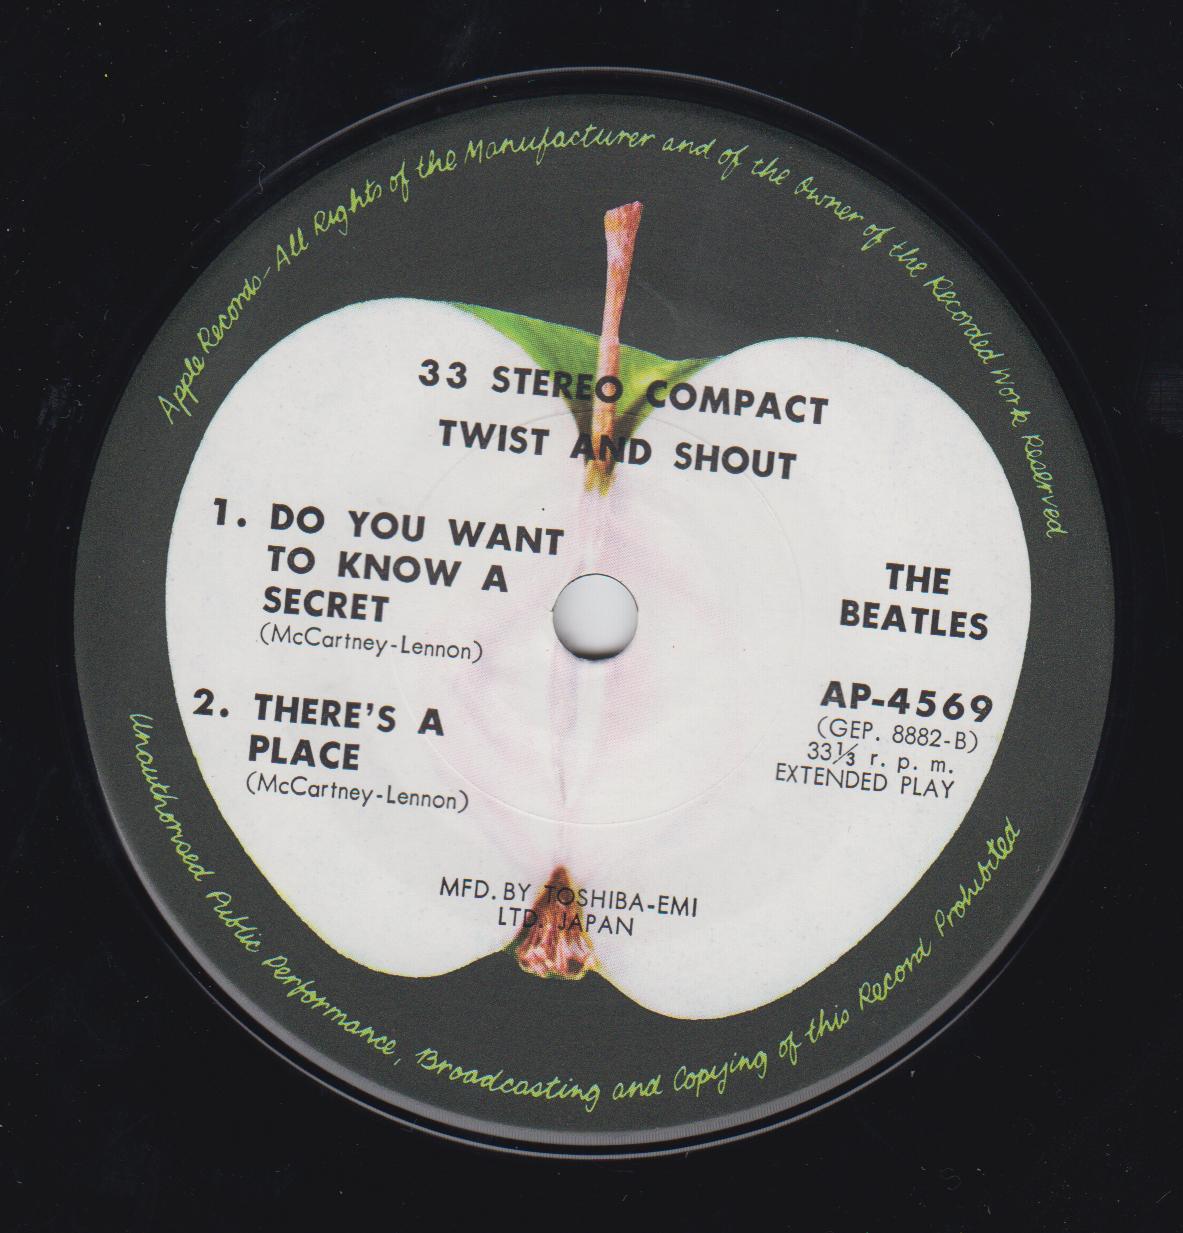 Apple Records-All Rights of the Manufacturer and of the Owner of the Recorded Work Reserved
33 STEREO COMPACT
TWIST AND SHOUT
1. DO YOU WANT
TO KNOW A
SECRET
(McCartney-Lennon)
2. THERE'S A
PLACE
(McCartney-Lennon)
THE
BEATLES
AP-4569
(GEP. 8882-B)
33⅓ r. p. m.
EXTENDED PLAY
MFD. BY TOSHIBA-EMI
LTD. JAPAN
Unauthorised Public Performance, Broadcasting and Copying of this Record Prohibited